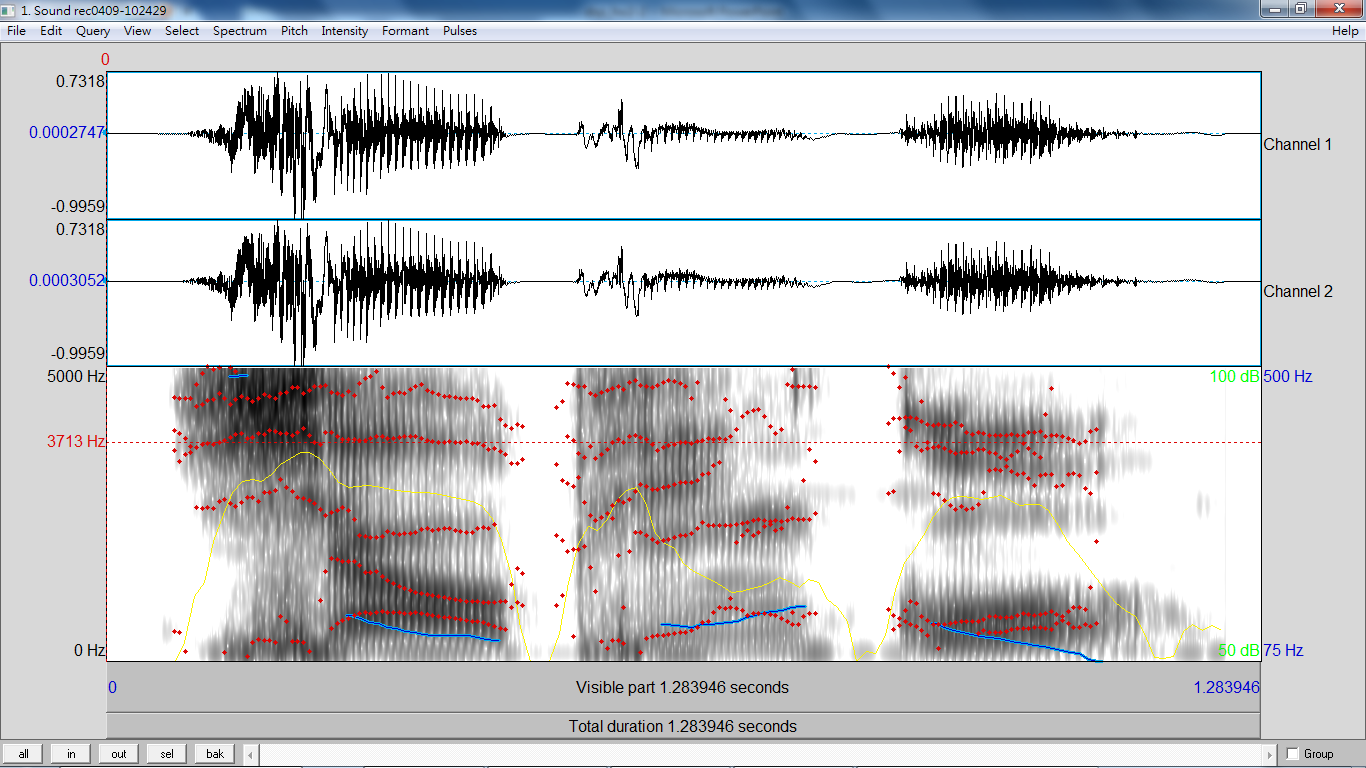 1. Sound rec0409-102429
File Edit Query View Select Spectrum Pitch Intensity Formant Pulses Help
0
0.7318
0.0002747
-0.9959
Channel 1
0.7318
0.0003052
-0.9959
Channel 2
5000 Hz 100 dB 500 Hz
3713 Hz
0 Hz 50 dB 75 Hz
0 Visible part 1.283946 seconds 1.283946
Total duration 1.283946 seconds
all in out sel bak Group